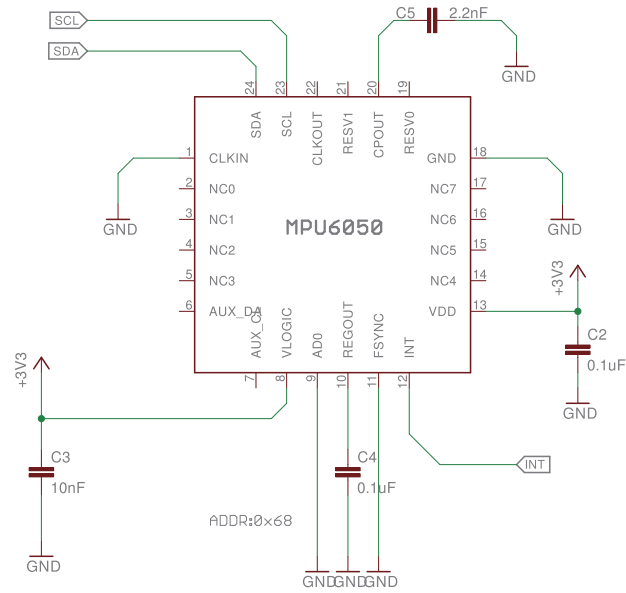 SCL
SDA
C5 2.2nF
GND
24 23 22 21 20 19
SDA SCL CLKOUT RESV1 CPOUT RESV0
1 CLKIN
GND 18
2 NC0
NC7 17
3 NC1
NC6 16
4 NC2
NC5 15
5 NC3
NC4 14
6 AUX_DA
VDD 13
MPU6050
GND
GND
+3V3
C2
0.1uF
GND
AUX_CL VLOGIC AD0 REGOUT FSYNC INT
7 8 9 10 11 12
+3V3
C3
10nF
GND
C4
0.1uF
INT
ADDR:0x68
GND GND GND